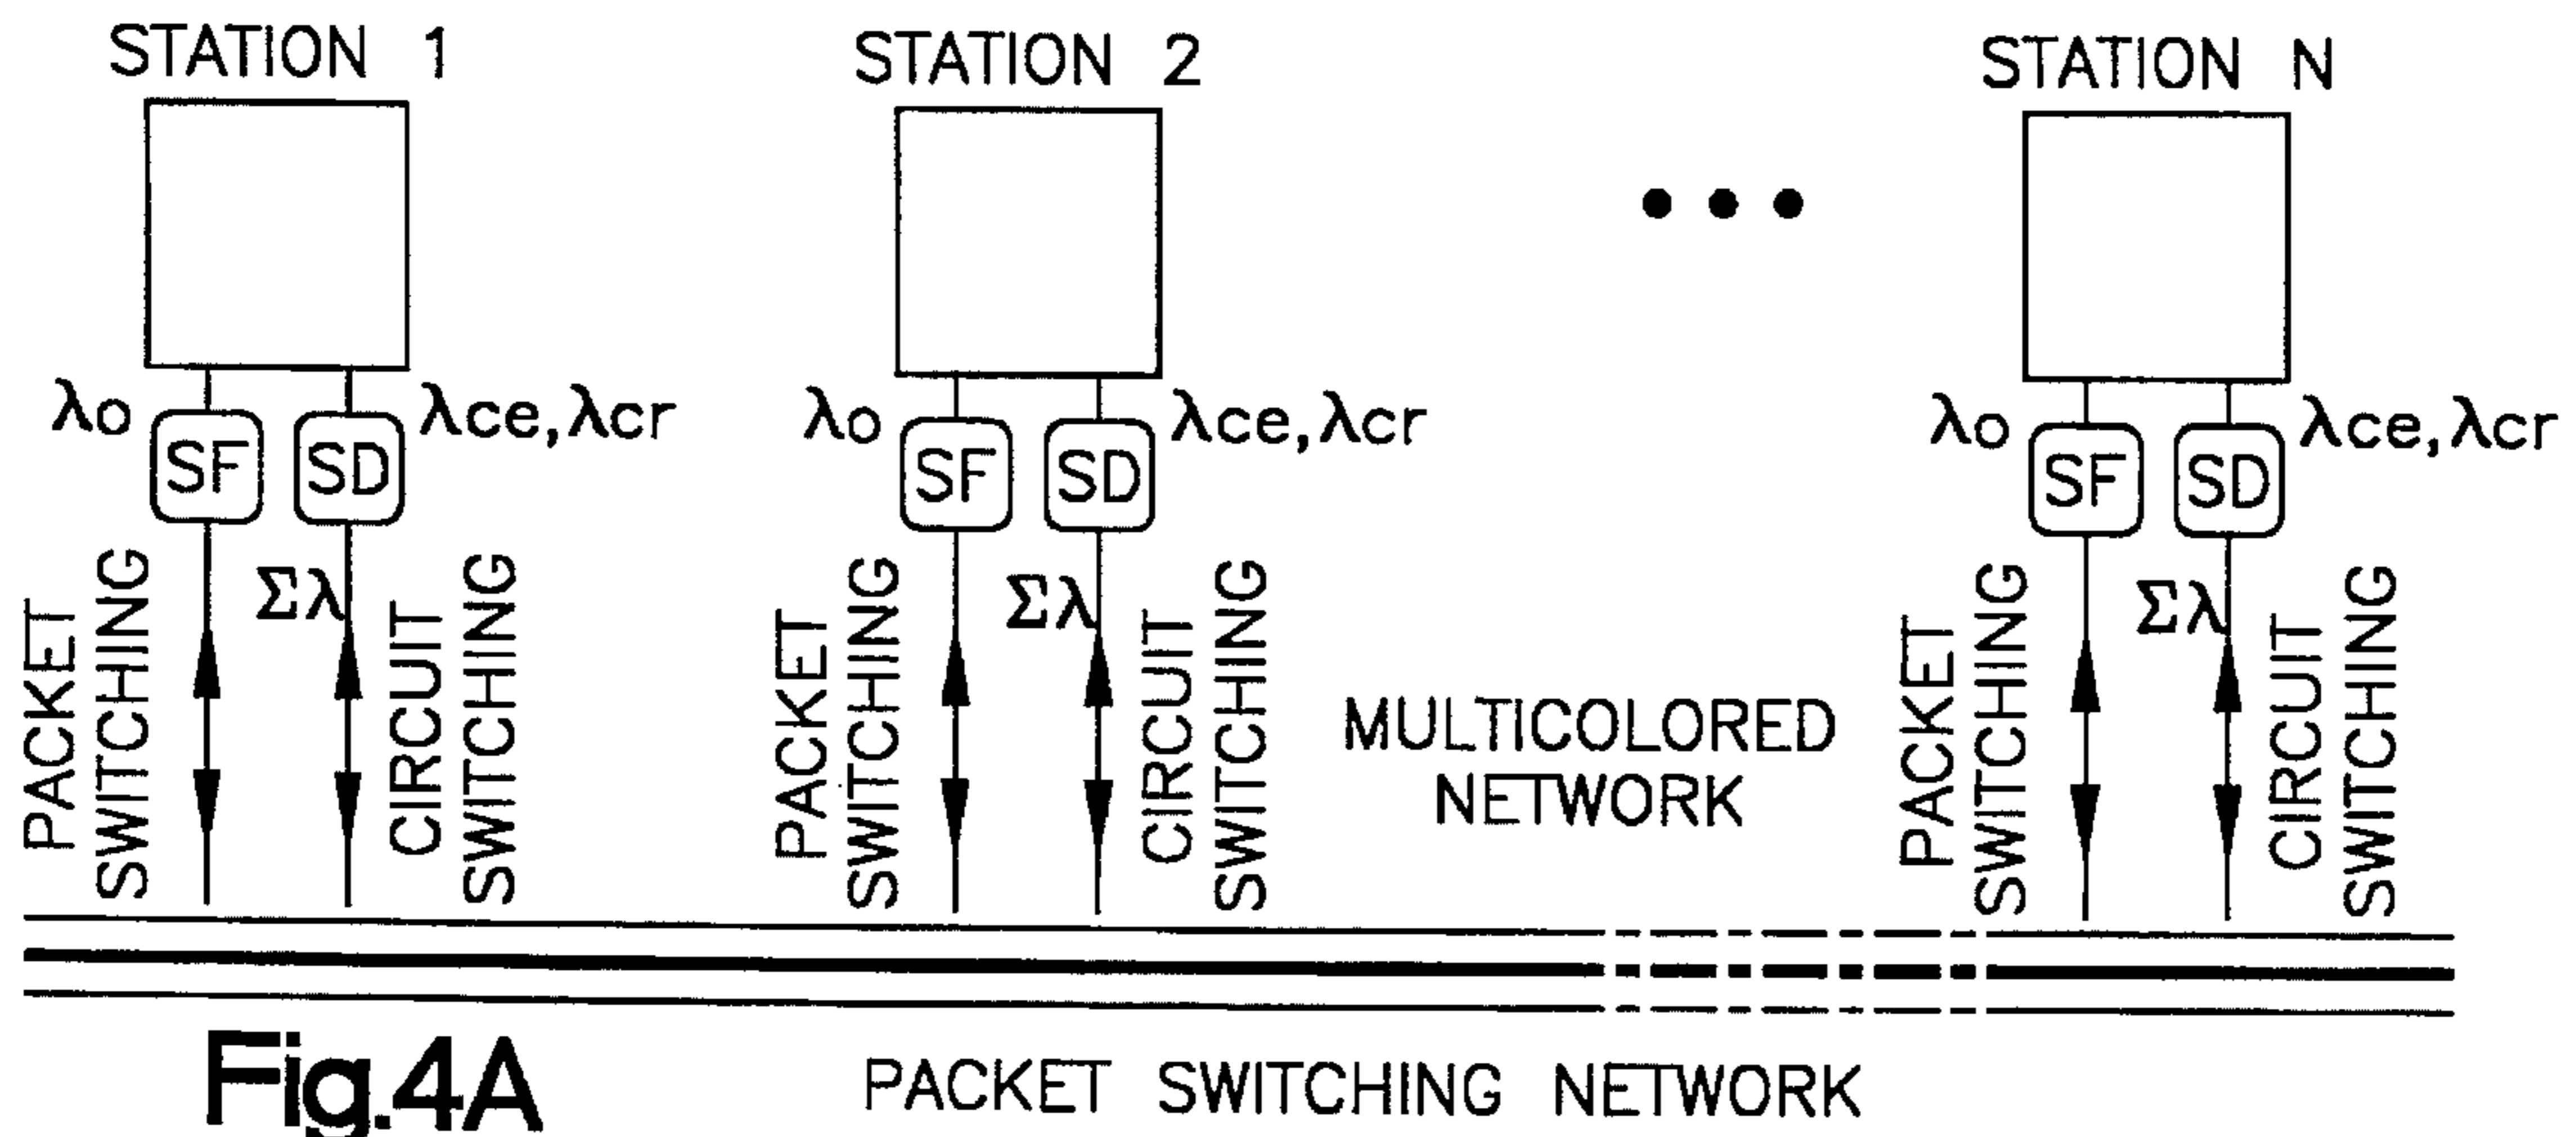 STATION 1
STATION 2
STATION N
λo
SF
SD
λce, λcr
λo
SF
SD
λce, λcr
λo
SF
SD
λce, λcr
PACKET
SWITCHING
Σλ
CIRCUIT
SWITCHING
PACKET
SWITCHING
Σλ
CIRCUIT
SWITCHING
MULTICOLORED
NETWORK
PACKET
SWITCHING
Σλ
CIRCUIT
SWITCHING
Fig.4A
PACKET SWITCHING NETWORK